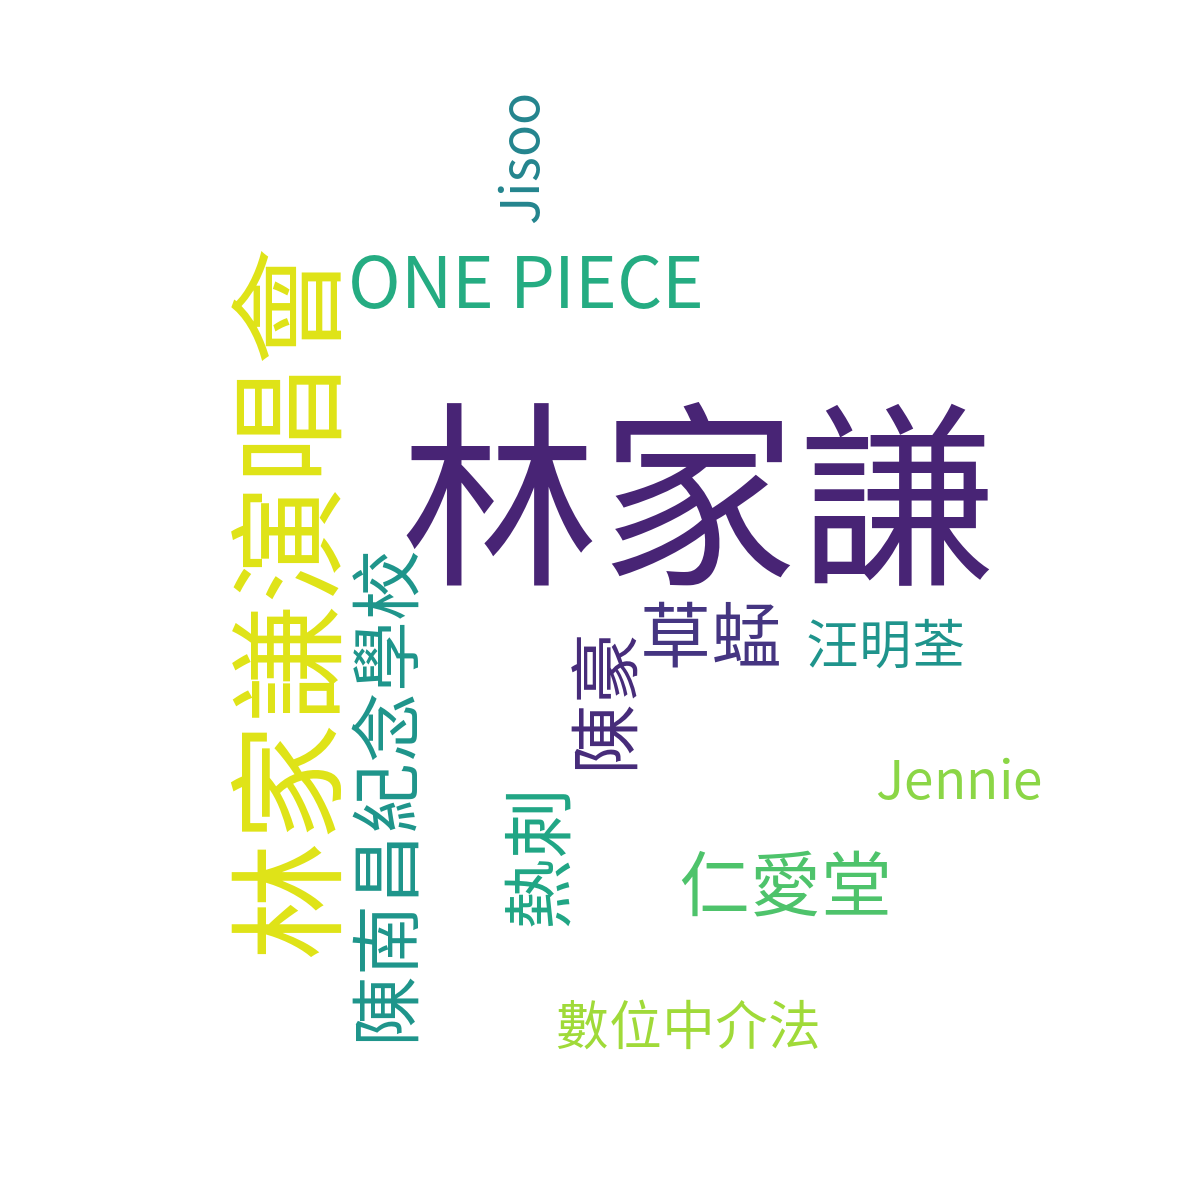 Jisoo
ONE PIECE
林家謙演唱會
林家謙
陳南昌紀念學校
草蜢
汪明荃
陳豪
Jennie
熱刺
仁愛堂
數位中介法